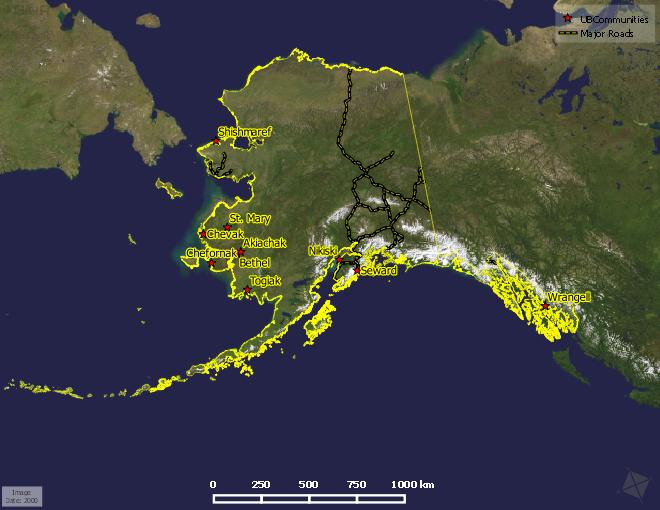 UBCommunities
Major Roads
Shishmaref
St. Mary
Chevak
Akiachak
Chefornak
Bethel
Togiak
Nikiski
Seward
Wrangell
0 250 500 750 1000 km
Image
Date: 2000